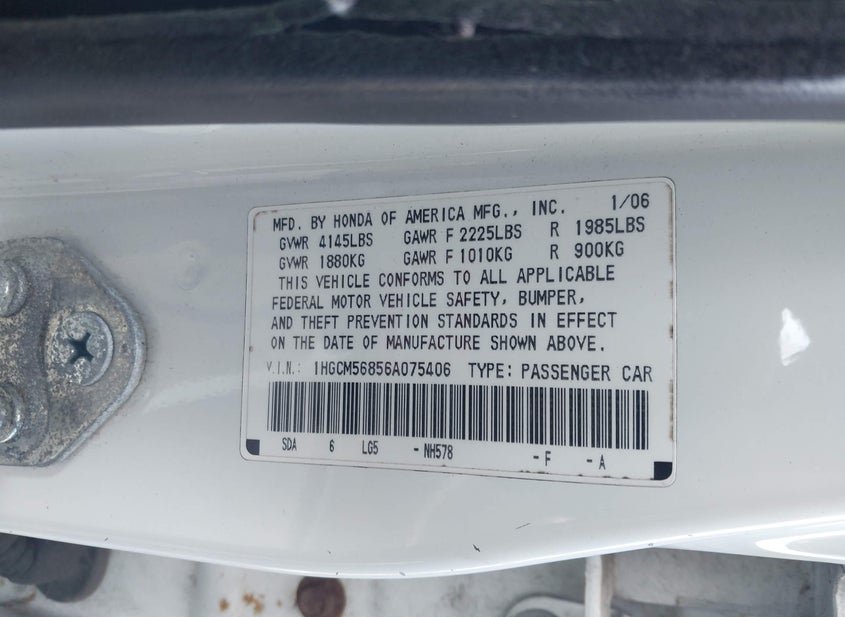 MFD. BY HONDA OF AMERICA MFG., INC. 1/06
GVWR 4145LBS GAWR F 2225LBS R 1985LBS
GVWR 1880KG GAWR F 1010KG R 900KG
THIS VEHICLE CONFORMS TO ALL APPLICABLE
FEDERAL MOTOR VEHICLE SAFETY, BUMPER,
AND THEFT PREVENTION STANDARDS IN EFFECT
ON THE DATE OF MANUFACTURE SHOWN ABOVE.
V.I.N.: 1HGCM56856A075406 TYPE: PASSENGER CAR
SDA 6 LG5 -NH578 -F -A